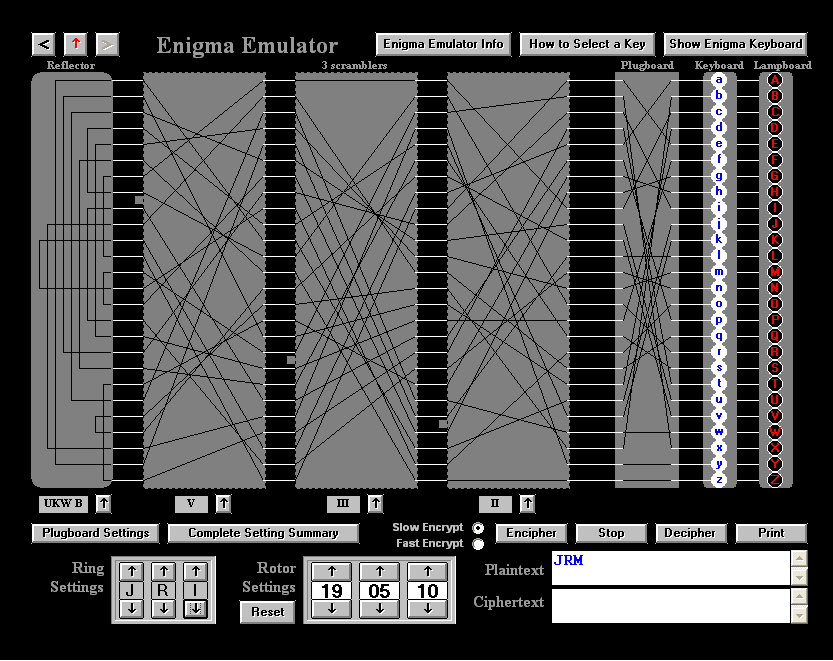 < ↑ > Enigma Emulator Enigma Emulator Info How to Select a Key Show Enigma Keyboard
Reflector 3 scramblers Plugboard Keyboard Lampboard
a A
b B
c C
d D
e E
f F
g G
h H
i I
j J
k K
l L
m M
n N
o O
p P
q Q
r R
s S
t T
u U
v V
w W
x X
y Y
z Z
UKW B ↑ V ↑ III ↑ II ↑
Plugboard Settings Complete Setting Summary Slow Encrypt Encipher Stop Decipher Print
Fast Encrypt
Ring Settings ↑ ↑ ↑ Rotor Settings ↑ ↑ ↑ Plaintext JRM
J R I 19 05 10
↓ ↓ ↓ Reset ↓ ↓ ↓ Ciphertext